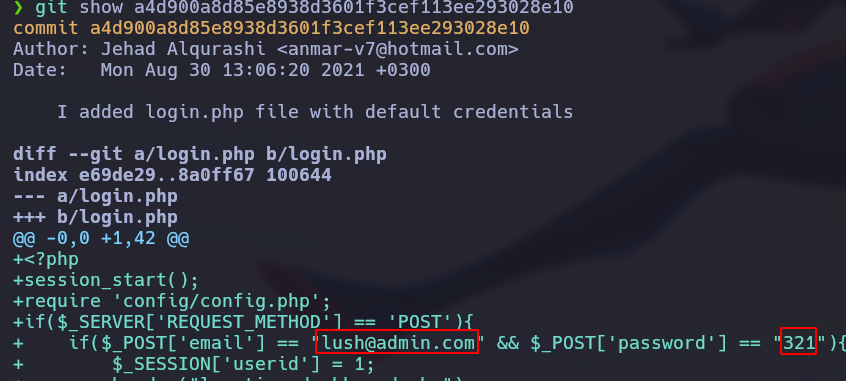 ❯ git show a4d900a8d85e8938d3601f3cef113ee293028e10
commit a4d900a8d85e8938d3601f3cef113ee293028e10
Author: Jehad Alqurashi <anmar-v7@hotmail.com>
Date:   Mon Aug 30 13:06:20 2021 +0300
    I added login.php file with default credentials
diff --git a/login.php b/login.php
index e69de29..8a0ff67 100644
--- a/login.php
+++ b/login.php
@@ -0,0 +1,42 @@
+<?php
+session_start();
+require 'config/config.php';
+if($_SERVER['REQUEST_METHOD'] == 'POST'){
+    if($_POST['email'] == "lush@admin.com" && $_POST['password'] == "321"){
+        $_SESSION['userid'] = 1;